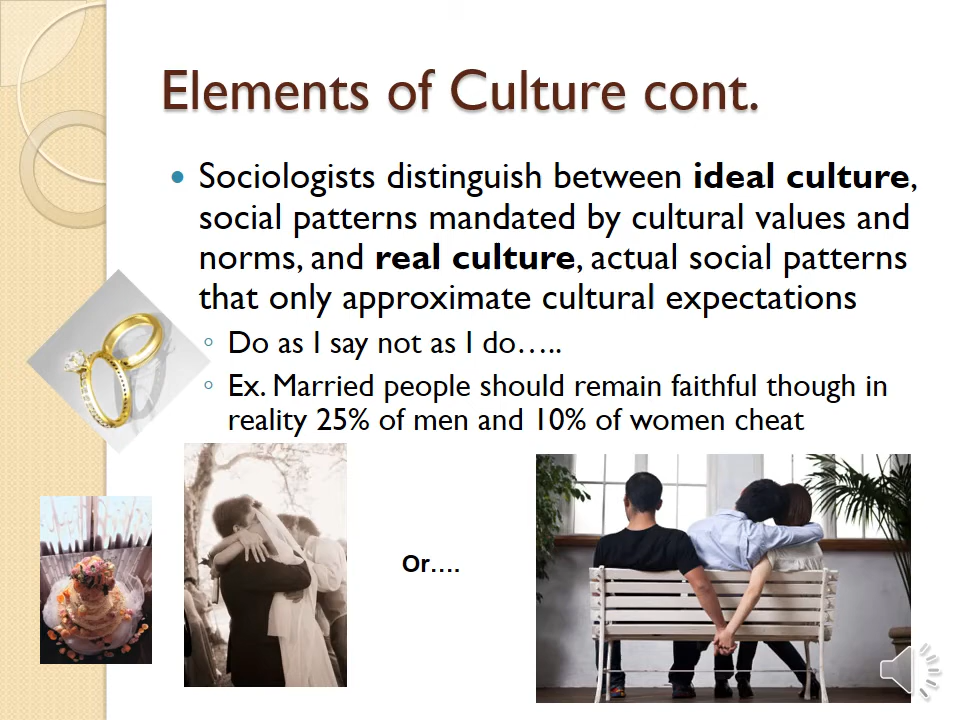 Elements of Culture cont.
• Sociologists distinguish between ideal culture,
social patterns mandated by cultural values and
norms, and real culture, actual social patterns
that only approximate cultural expectations
◦ Do as I say not as I do…..
◦ Ex. Married people should remain faithful though in
reality 25% of men and 10% of women cheat
Or….